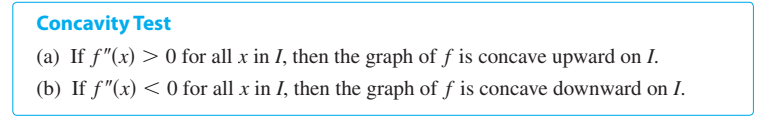 Concavity Test
(a) If f″(x) > 0 for all x in I, then the graph of f is concave upward on I.
(b) If f″(x) < 0 for all x in I, then the graph of f is concave downward on I.